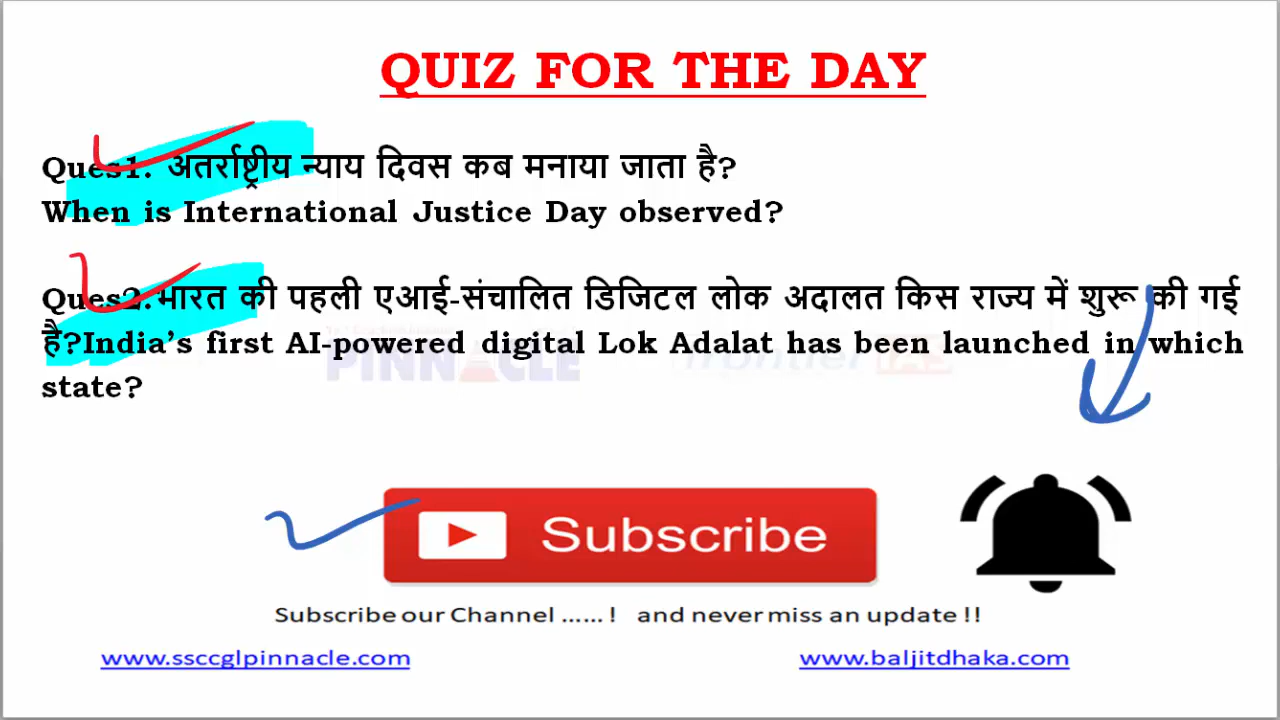 QUIZ FOR THE DAY
Ques1. अतर्राष्ट्रीय न्याय दिवस कब मनाया जाता है?
When is International Justice Day observed?
Ques2.भारत की पहली एआई-संचालित डिजिटल लोक अदालत किस राज्य में शुरू की गई
है?India's first AI-powered digital Lok Adalat has been launched in which
state?
PINNACLE
Subscribe
Subscribe our Channel ...... ! and never miss an update !!
www.ssccglpinnacle.com
www.baljitdhaka.com